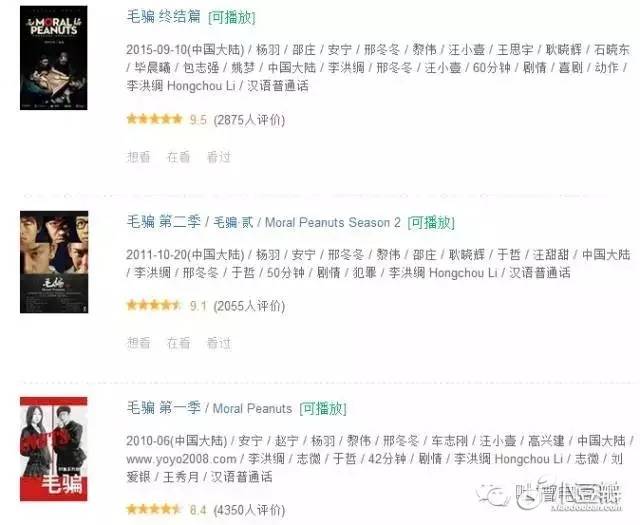 毛骗 终结篇 [可播放]
2015-09-10(中国大陆) / 杨羽 / 邵庄 / 安宁 / 邢冬冬 / 黎伟 / 汪小壹 / 王思宇 / 耿晓辉 / 石晓东
/ 毕晨曦 / 包志强 / 姚梦 / 中国大陆 / 李洪绸 / 邢冬冬 / 汪小壹 / 60分钟 / 剧情 / 喜剧 / 动作 /
李洪绸 Hongchou Li / 汉语普通话
9.5 (2875人评价)
想看 在看 看过
毛骗 第二季 / 毛骗·贰 / Moral Peanuts Season 2 [可播放]
2011-10-20(中国大陆) / 杨羽 / 安宁 / 邢冬冬 / 黎伟 / 邵庄 / 耿晓辉 / 于哲 / 汪甜甜 / 中国大陆
/ 李洪绸 / 邢冬冬 / 于哲 / 50分钟 / 剧情 / 犯罪 / 李洪绸 Hongchou Li / 汉语普通话
9.1 (2055人评价)
想看 在看 看过
毛骗 第一季 / Moral Peanuts [可播放]
2010-06(中国大陆) / 安宁 / 赵宁 / 杨羽 / 黎伟 / 邢冬冬 / 车志刚 / 汪小壹 / 高兴建 / 中国大陆 /
www.yoyo2008.com / 李洪绸 / 志微 / 于哲 / 42分钟 / 剧情 / 李洪绸 Hongchou Li / 志微 / 刘
爱银 / 王秀月 / 汉语普通话
8.4 (4350人评价)
MORAL
PEANUTS
毛骗
Moral Peanuts
毛骗